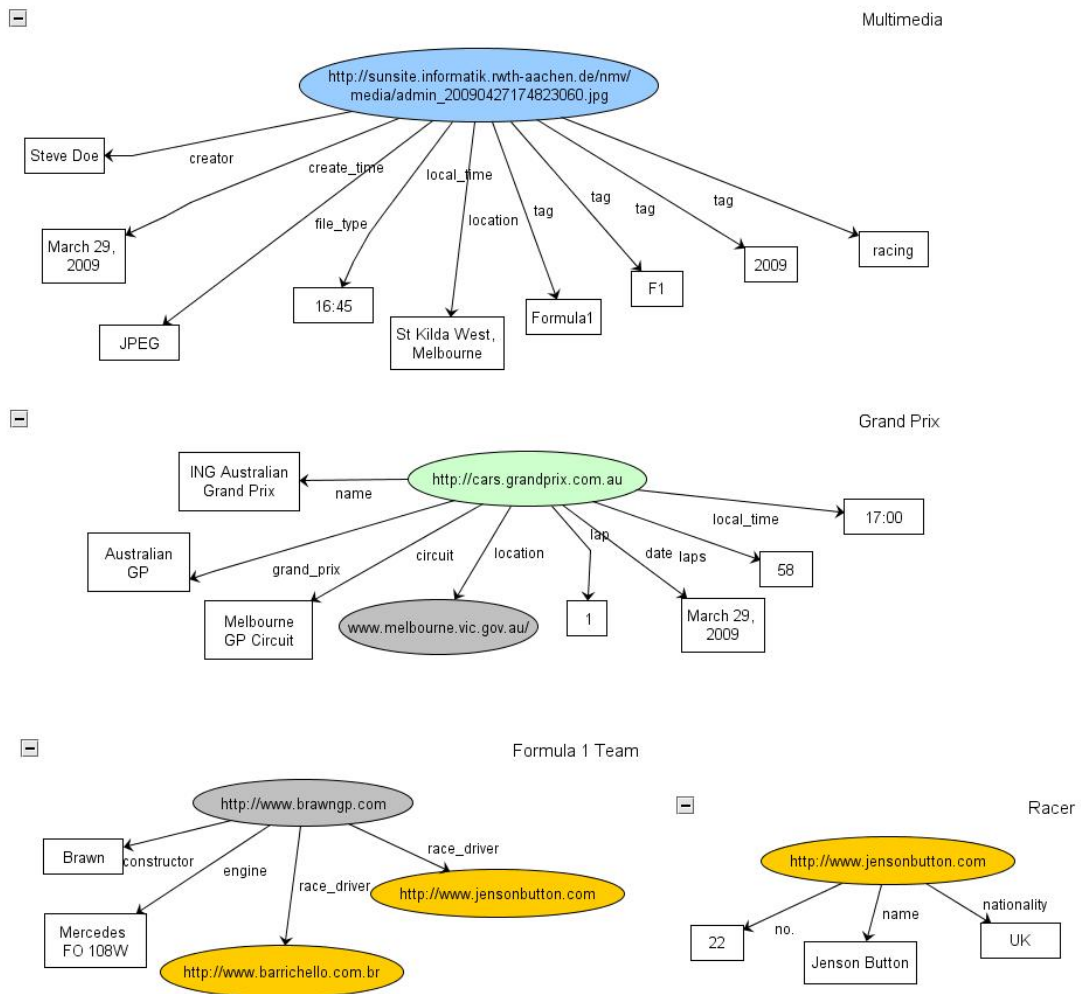 Multimedia
http://sunsite.informatik.rwth-aachen.de/nmv/
media/admin_20090427174823060.jpg
Steve Doe
creator
create_time
local_time
tag
tag
tag
file_type
location
tag
March 29,
2009
racing
2009
F1
16:45
Formula1
JPEG
St Kilda West,
Melbourne
Grand Prix
ING Australian
Grand Prix
name
http://cars.grandprix.com.au
local_time
17:00
Australian
GP
grand_prix
circuit
location
lap
date
laps
58
Melbourne
GP Circuit
www.melbourne.vic.gov.au/
1
March 29,
2009
Formula 1 Team
http://www.brawngp.com
Brawn
constructor
engine
race_driver
race_driver
http://www.jensonbutton.com
Mercedes
FO 108W
http://www.barrichello.com.br
Racer
http://www.jensonbutton.com
no.
name
nationality
22
Jenson Button
UK